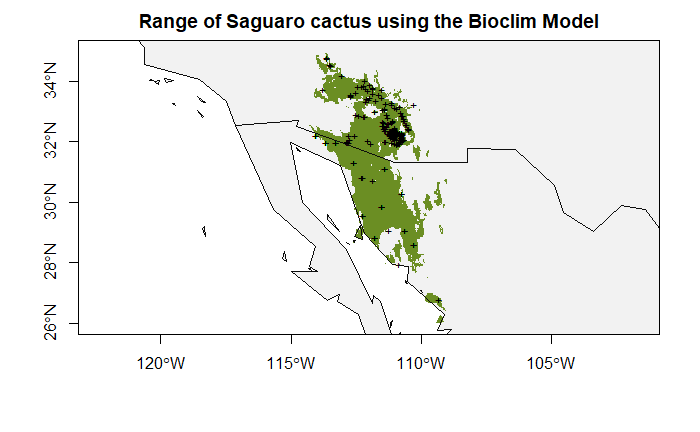 Range of Saguaro cactus using the Bioclim Model
34°N
32°N
30°N
28°N
26°N
120°W 115°W 110°W 105°W